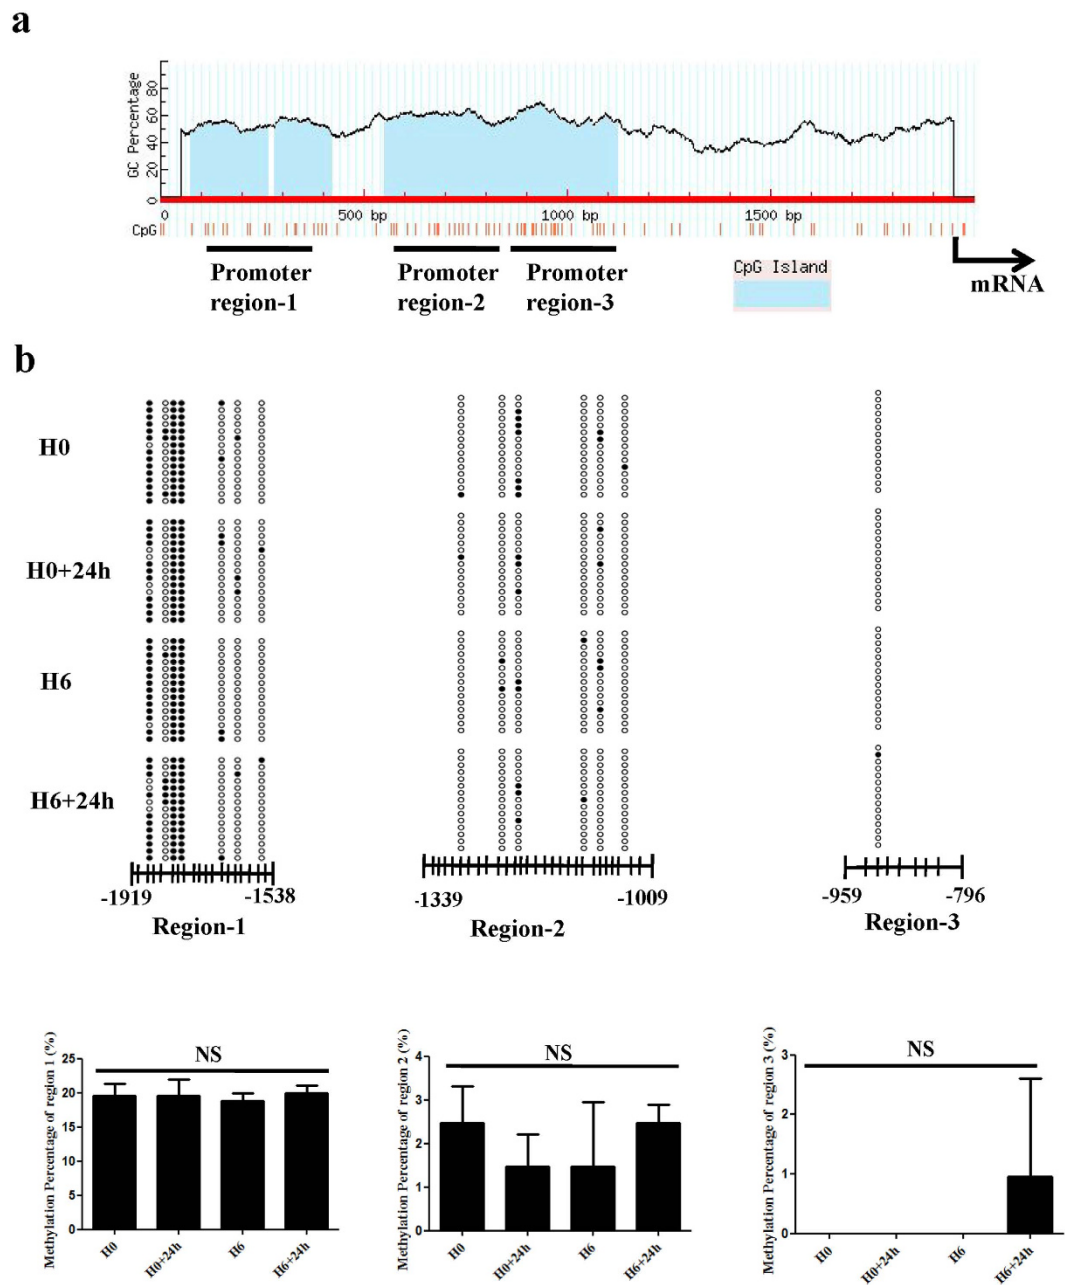 a
GC Percentage
0 20 40 60 80
0 500 bp 1000 bp 1500 bp
CpG
Promoter region-1
Promoter region-2
Promoter region-3
CpG Island
mRNA
b
H0
H0+24h
H6
H6+24h
-1919 -1538
Region-1
-1339 -1009
Region-2
-959 -796
Region-3
Methylation Percentage of region 1 (%)
25
20
15
10
5
0
NS
H0 H0+24h H6 H6+24h
Methylation Percentage of region 2 (%)
4
3
2
1
0
NS
H0 H0+24h H6 H6+24h
Methylation Percentage of region 3 (%)
3
2
1
0
NS
H0 H0+24h H6 H6+24h